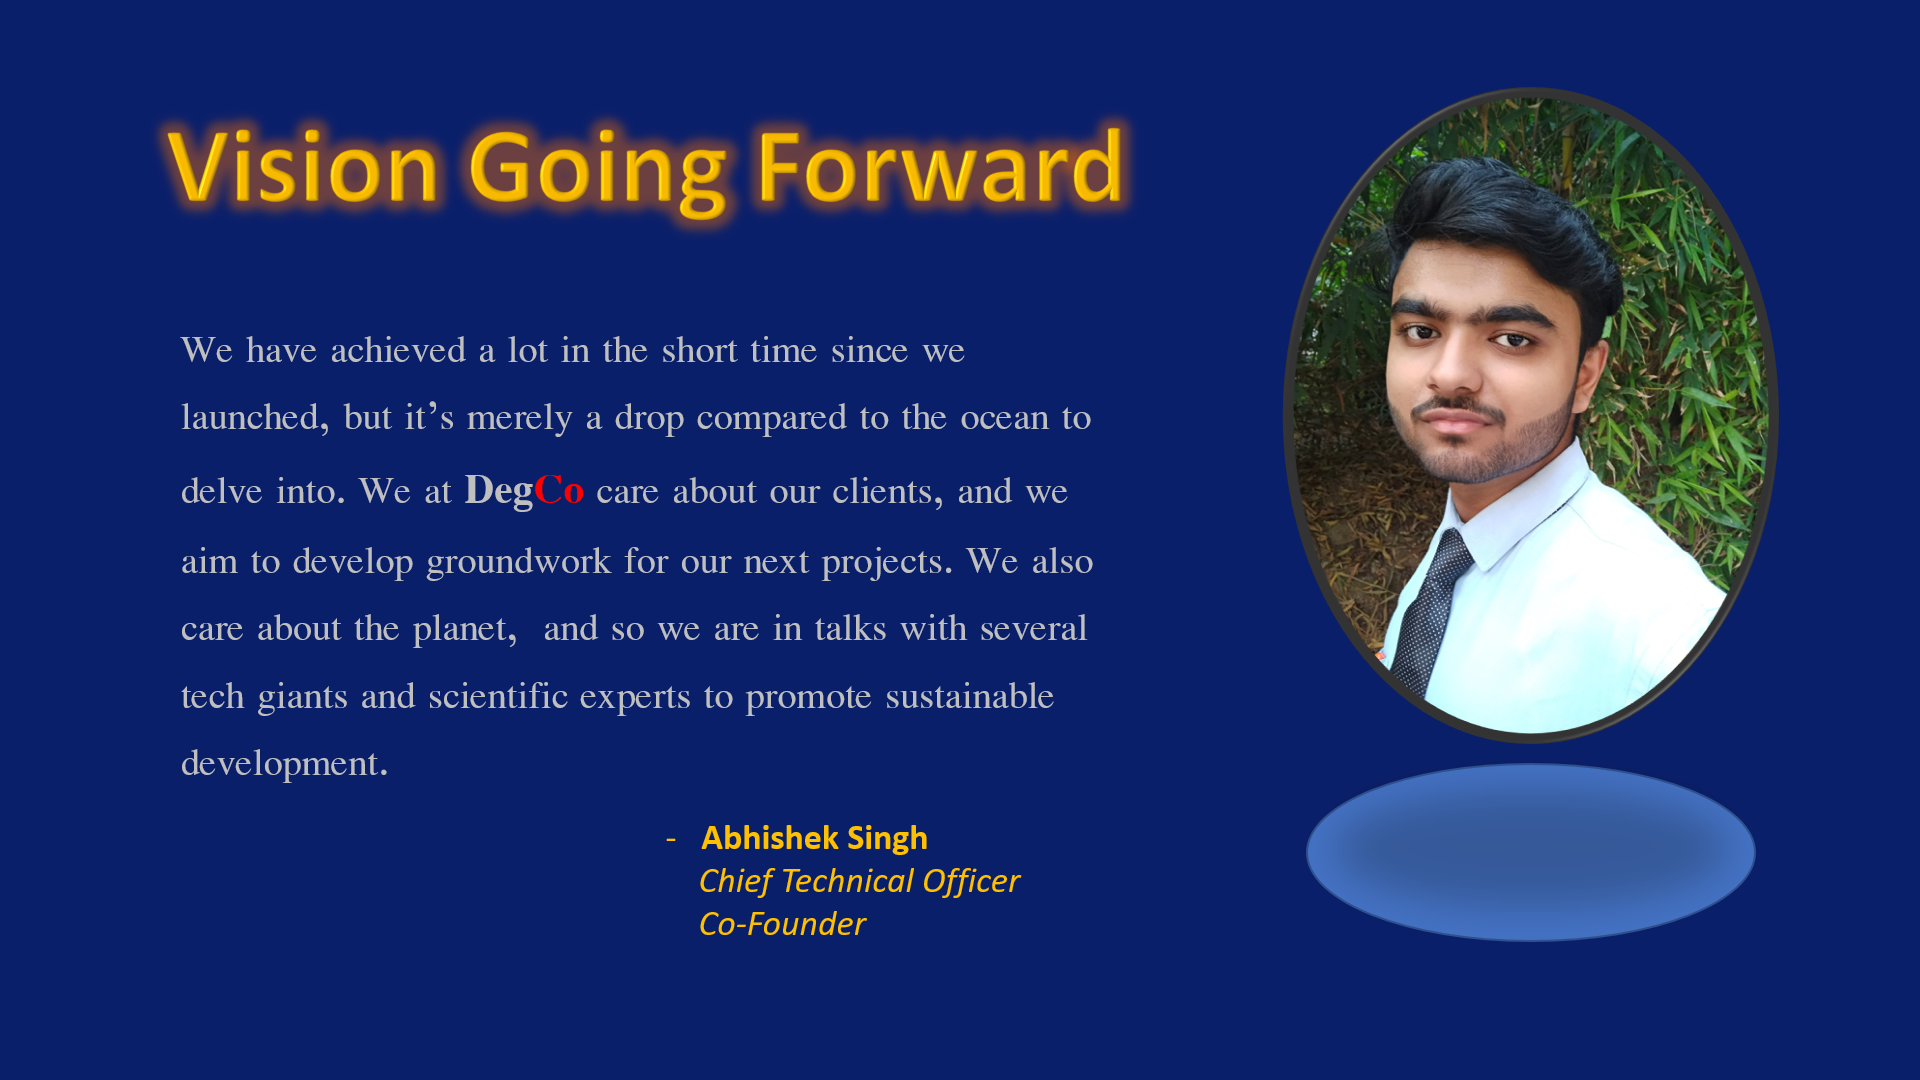 Vision Going Forward
We have achieved a lot in the short time since we
launched, but it’s merely a drop compared to the ocean to
delve into. We at DegCo care about our clients, and we
aim to develop groundwork for our next projects. We also
care about the planet,  and so we are in talks with several
tech giants and scientific experts to promote sustainable
development.
- Abhishek Singh
Chief Technical Officer
Co-Founder